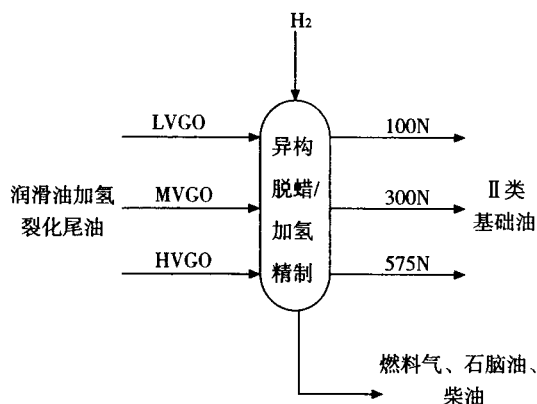 H₂
LVGO
100N
异构
脱蜡/
加氢
精制
润滑油加氢
裂化尾油
MVGO
300N
Ⅱ类
基础油
HVGO
575N
燃料气、石脑油、
柴油